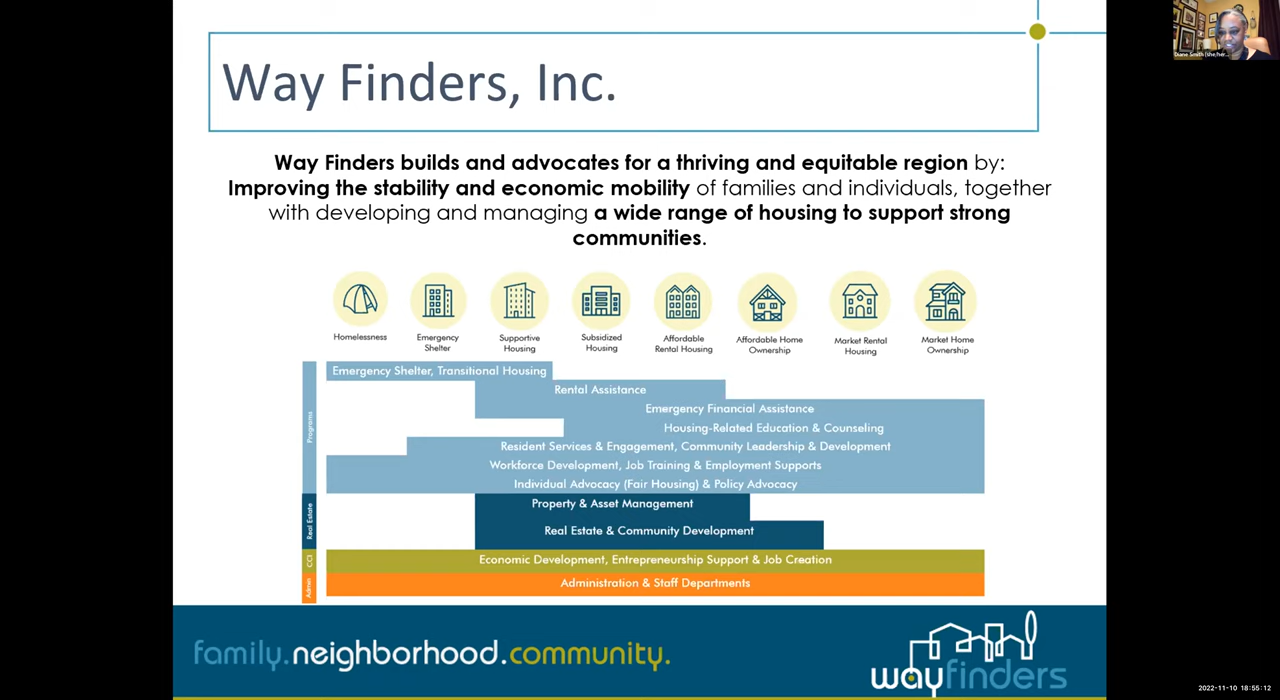 Way Finders, Inc.
Way Finders builds and advocates for a thriving and equitable region by:
Improving the stability and economic mobility of families and individuals, together
with developing and managing a wide range of housing to support strong
communities.
Homelessness
Emergency
Shelter
Supportive
Housing
Subsidized
Housing
Affordable
Rental Housing
Affordable Home
Ownership
Market Rental
Housing
Market Home
Ownership
Programs
Emergency Shelter, Transitional Housing
Rental Assistance
Emergency Financial Assistance
Housing-Related Education & Counseling
Resident Services & Engagement, Community Leadership & Development
Workforce Development, Job Training & Employment Supports
Individual Advocacy (Fair Housing) & Policy Advocacy
Real Estate
Property & Asset Management
Real Estate & Community Development
CCI
Economic Development, Entrepreneurship Support & Job Creation
Admin
Administration & Staff Departments
family.neighborhood.community.
wayfinders
Diane Smith (she/her...
2022-11-10 18:55:12